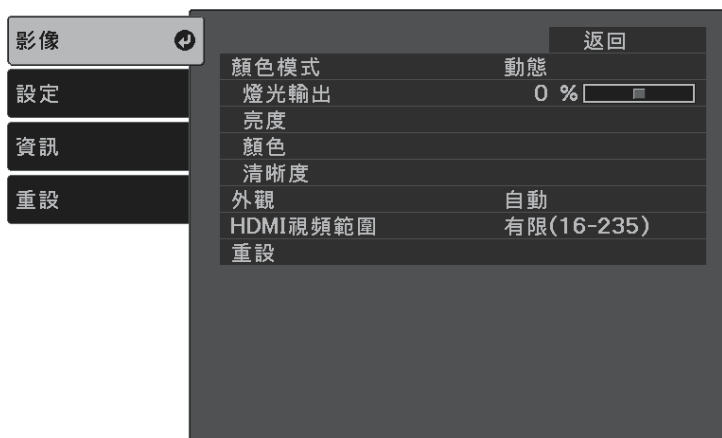 影像
設定
資訊
重設
返回
顏色模式 動態
燈光輸出 0 %
亮度
顏色
清晰度
外觀 自動
HDMI視頻範圍 有限(16-235)
重設